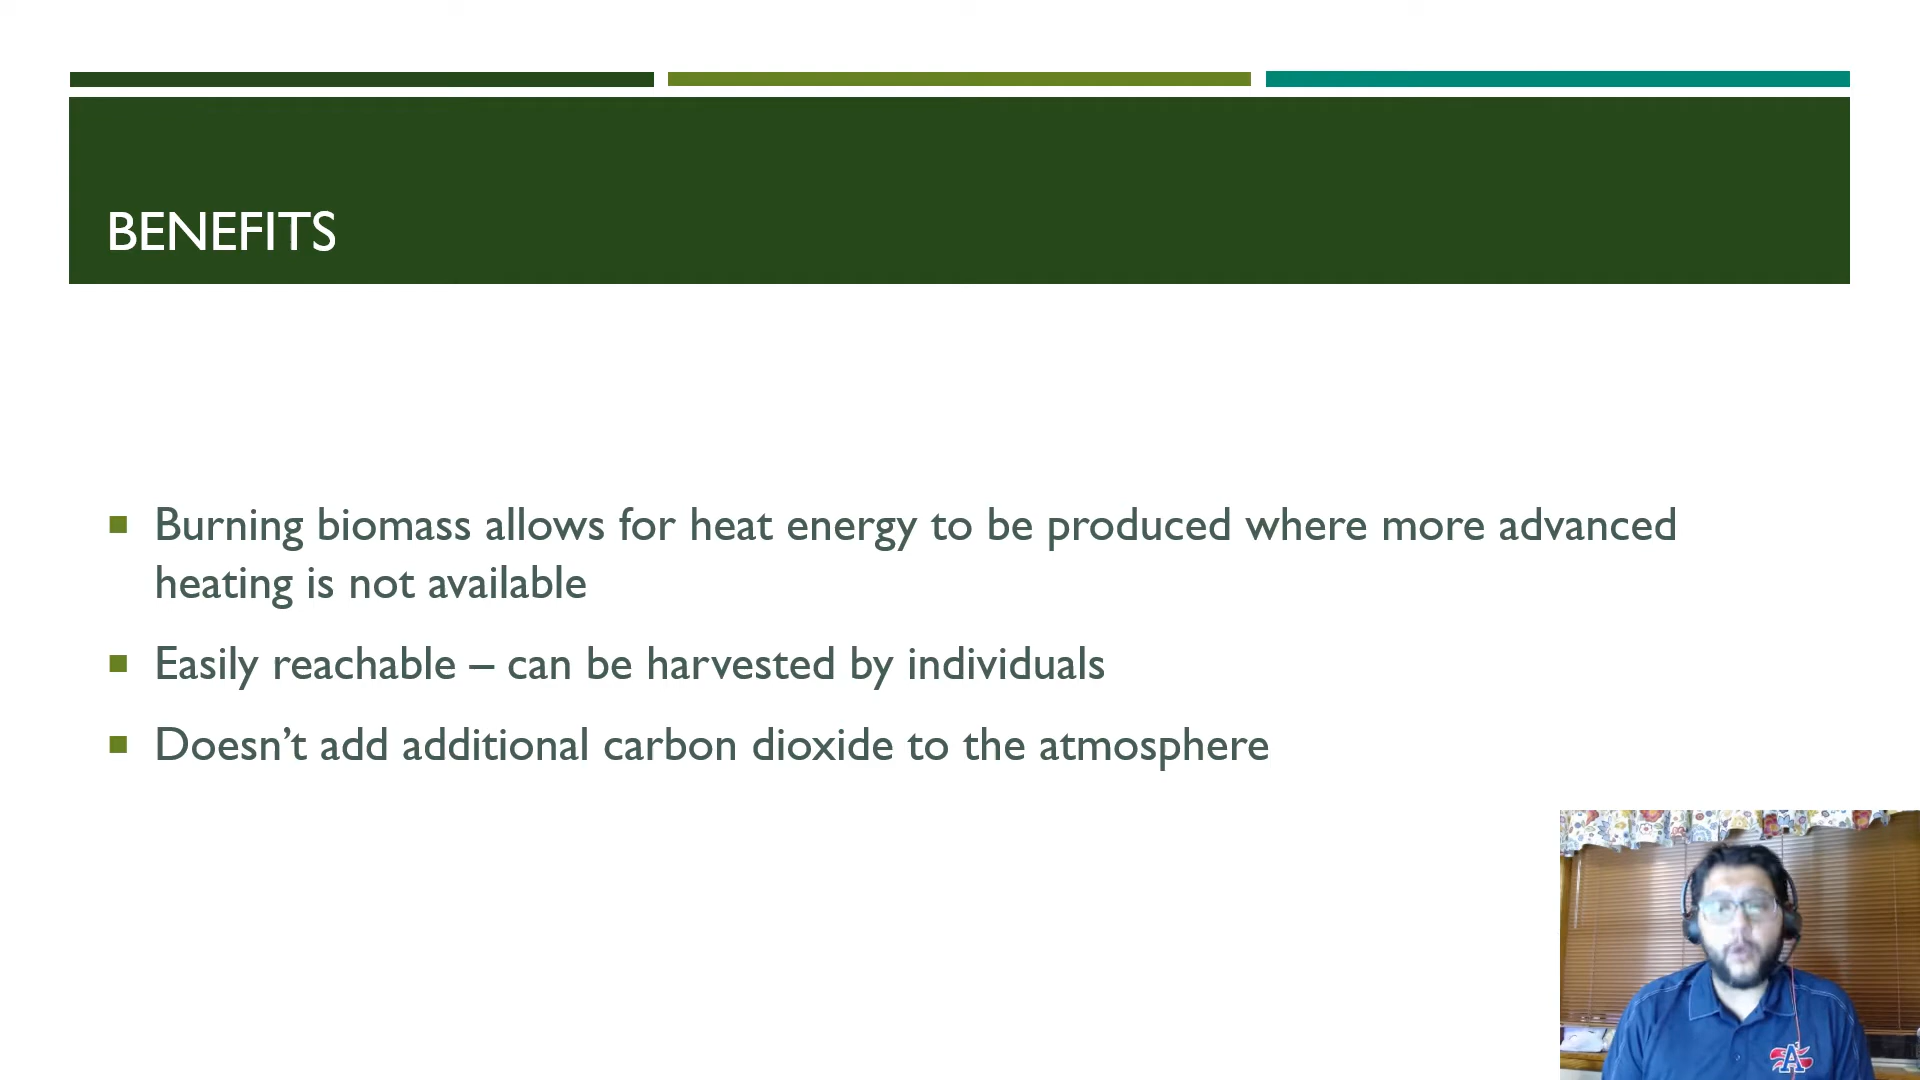 BENEFITS
Burning biomass allows for heat energy to be produced where more advanced
heating is not available
Easily reachable – can be harvested by individuals
Doesn’t add additional carbon dioxide to the atmosphere
A